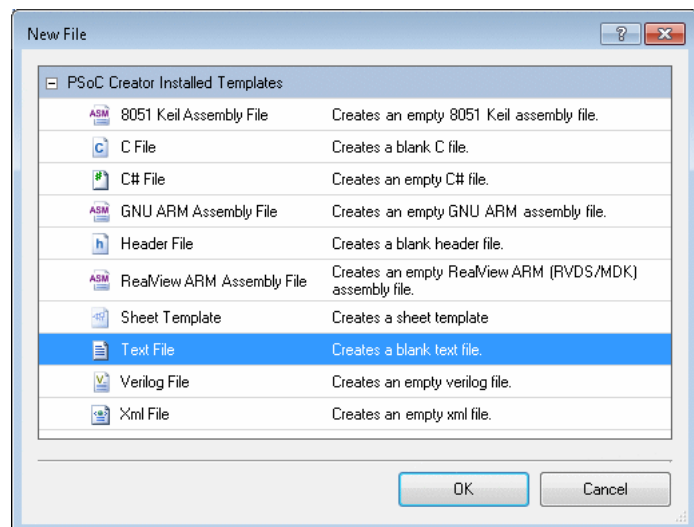 New File
PSoC Creator Installed Templates
ASM 8051 Keil Assembly File Creates an empty 8051 Keil assembly file.
c C File Creates a blank C file.
# C# File Creates an empty C# file.
ASM GNU ARM Assembly File Creates an empty GNU ARM assembly file.
h Header File Creates a blank header file.
ASM RealView ARM Assembly File Creates an empty RealView ARM (RVDS/MDK)
assembly file.
Sheet Template Creates a sheet template
Text File Creates a blank text file.
V Verilog File Creates an empty verilog file.
Xml File Creates an empty xml file.
OK Cancel